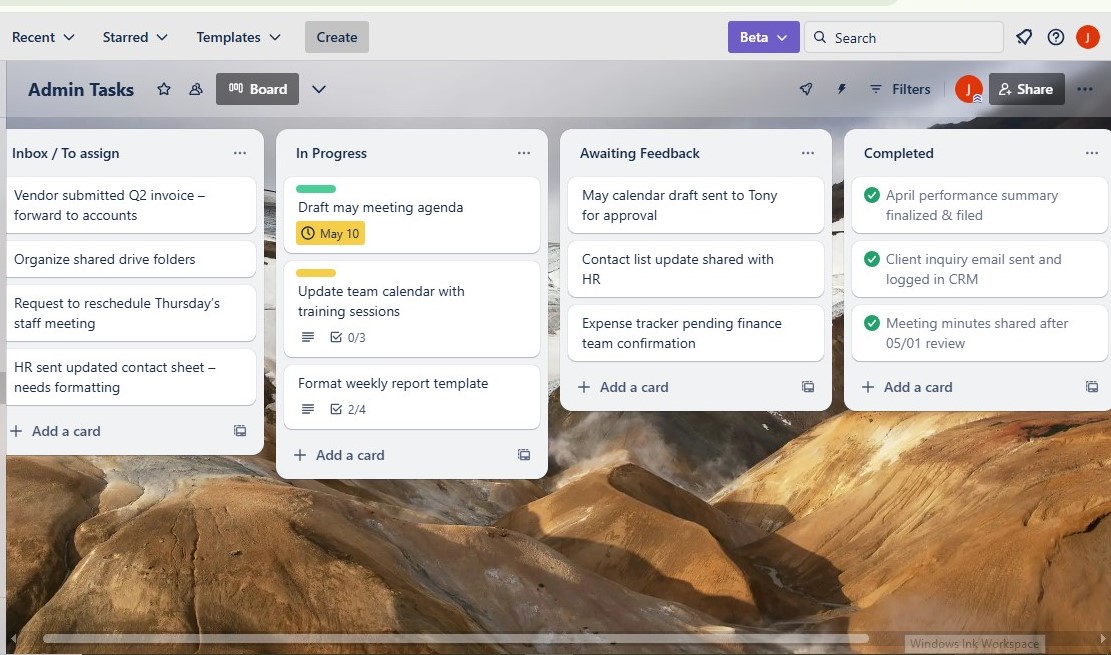 Recent
Starred
Templates
Create
Beta
Search
J
Admin Tasks
Board
Filters
J
Share
Inbox / To assign
Vendor submitted Q2 invoice –
forward to accounts
Organize shared drive folders
Request to reschedule Thursday’s
staff meeting
HR sent updated contact sheet –
needs formatting
Add a card
In Progress
Draft may meeting agenda
May 10
Update team calendar with
training sessions
0/3
Format weekly report template
2/4
Add a card
Awaiting Feedback
May calendar draft sent to Tony
for approval
Contact list update shared with
HR
Expense tracker pending finance
team confirmation
Add a card
Completed
April performance summary
finalized & filed
Client inquiry email sent and
logged in CRM
Meeting minutes shared after
05/01 review
Add a card
Windows Ink Workspace